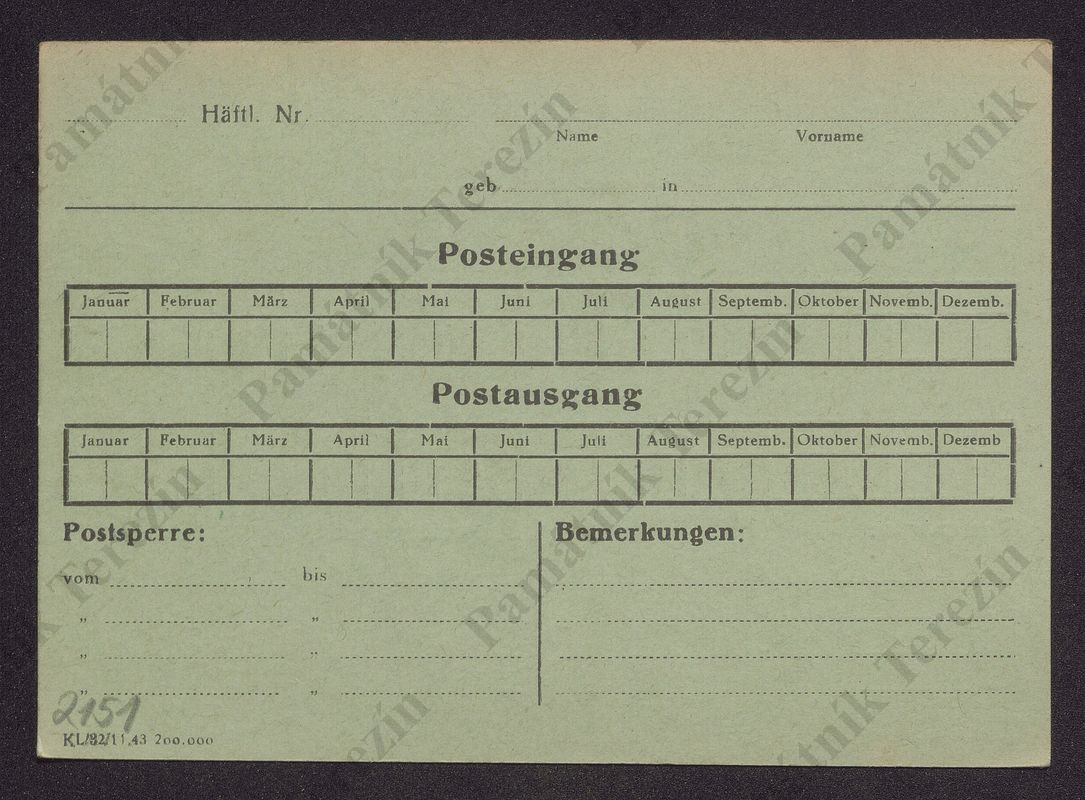 Häftl. Nr.
Name Vorname
geb. in
Posteingang
Januar Februar März April Mai Juni Juli August Septemb. Oktober Novemb. Dezemb.
Postausgang
Januar Februar März April Mai Juni Juli August Septemb. Oktober Novemb. Dezemb
Postsperre: Bemerkungen:
vom bis
„ „
„ „
„ „
2151
KL/82/11.43 200.000
Památník Terezín